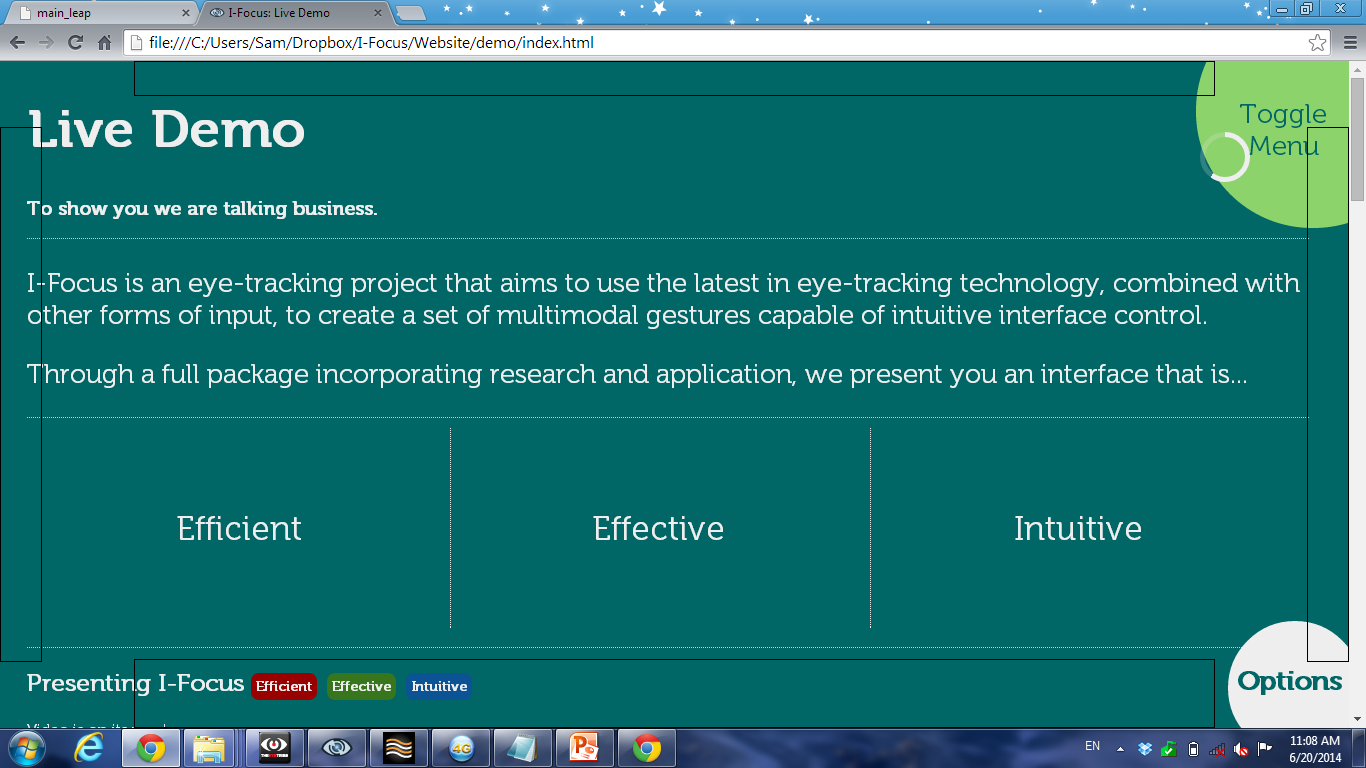 main_leap
I-Focus: Live Demo
file:///C:/Users/Sam/Dropbox/I-Focus/Website/demo/index.html
Toggle
Menu
Live Demo
To show you we are talking business.
I-Focus is an eye-tracking project that aims to use the latest in eye-tracking technology, combined with
other forms of input, to create a set of multimodal gestures capable of intuitive interface control.
Through a full package incorporating research and application, we present you an interface that is...
Efficient
Effective
Intuitive
Presenting I-Focus Efficient Effective Intuitive
Options
4G
EN
11:08 AM
6/20/2014